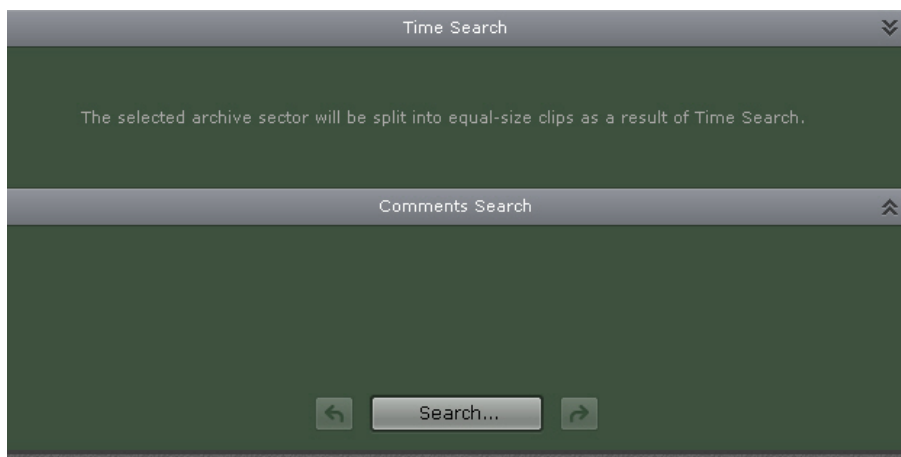 Time Search
The selected archive sector will be split into equal-size clips as a result of Time Search.
Comments Search
Search...